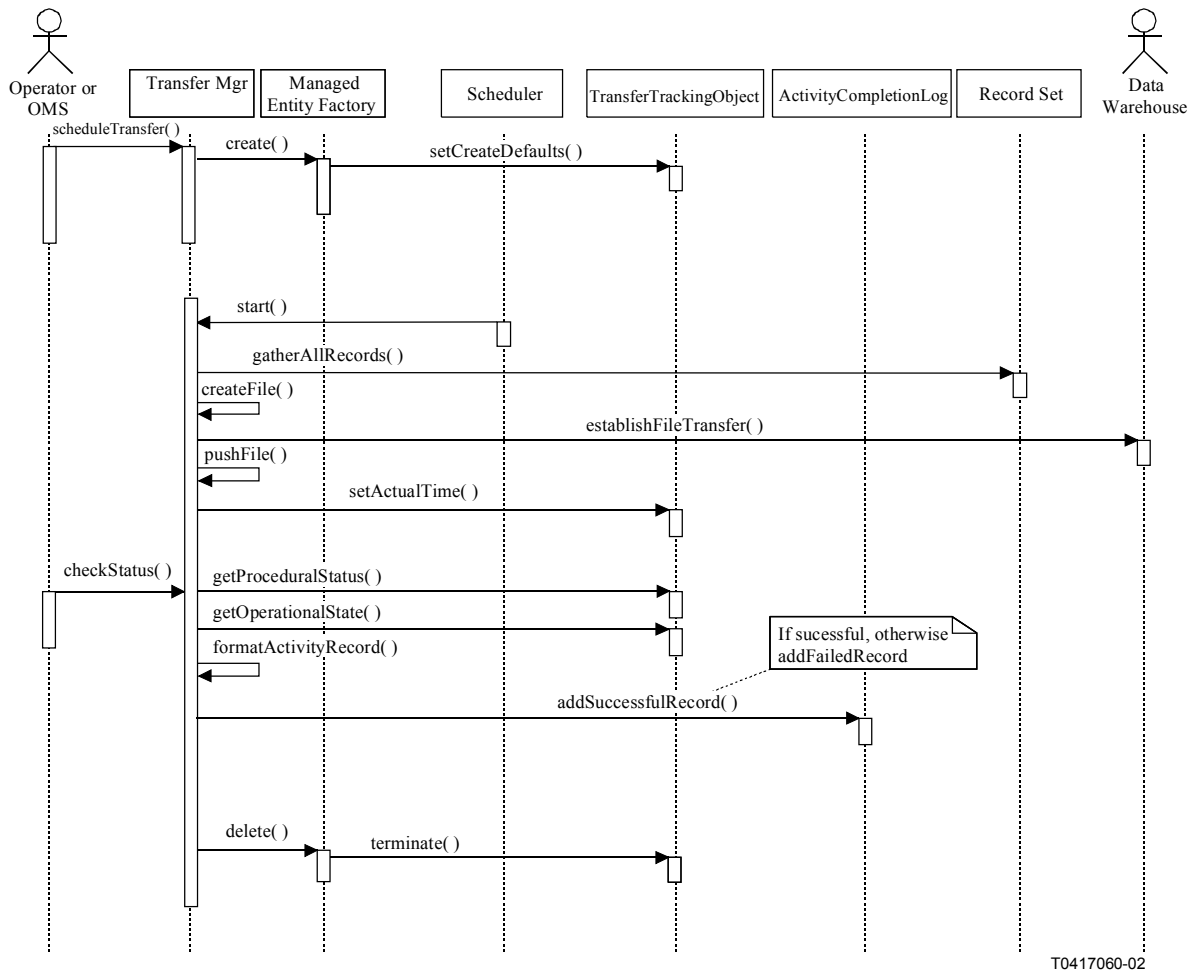 Operator or
OMS
Transfer Mgr
Managed
Entity Factory
Scheduler
TransferTrackingObject
ActivityCompletionLog
Record Set
Data
Warehouse
scheduleTransfer( )
create( )
setCreateDefaults( )
start( )
gatherAllRecords( )
createFile( )
establishFileTransfer( )
pushFile( )
setActualTime( )
checkStatus( )
getProceduralStatus( )
getOperationalState( )
formatActivityRecord( )
If sucessful, otherwise
addFailedRecord
addSuccessfulRecord( )
delete( )
terminate( )
T0417060-02